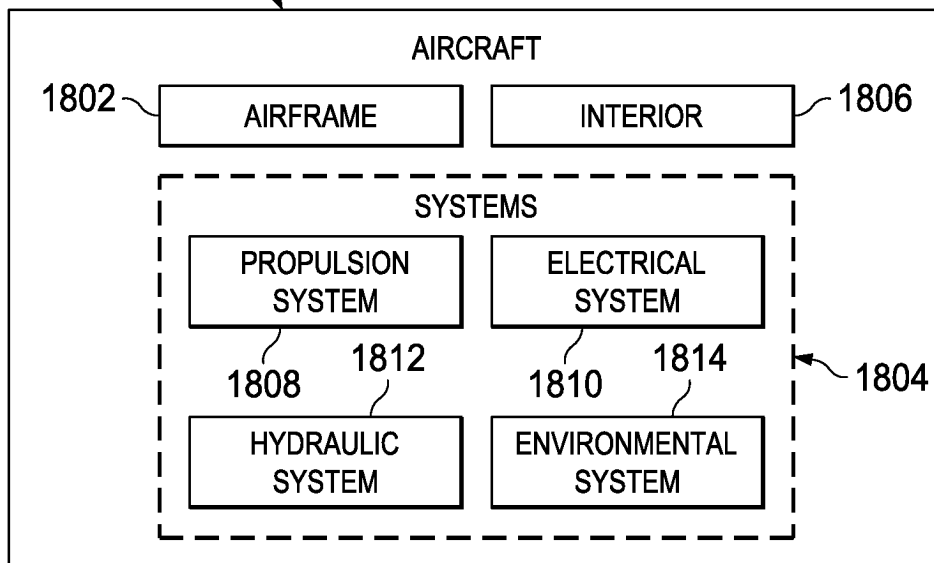 AIRCRAFT
1802 AIRFRAME INTERIOR 1806
SYSTEMS
PROPULSION ELECTRICAL
SYSTEM SYSTEM
1808 1812 1810 1814 1804
HYDRAULIC ENVIRONMENTAL
SYSTEM SYSTEM